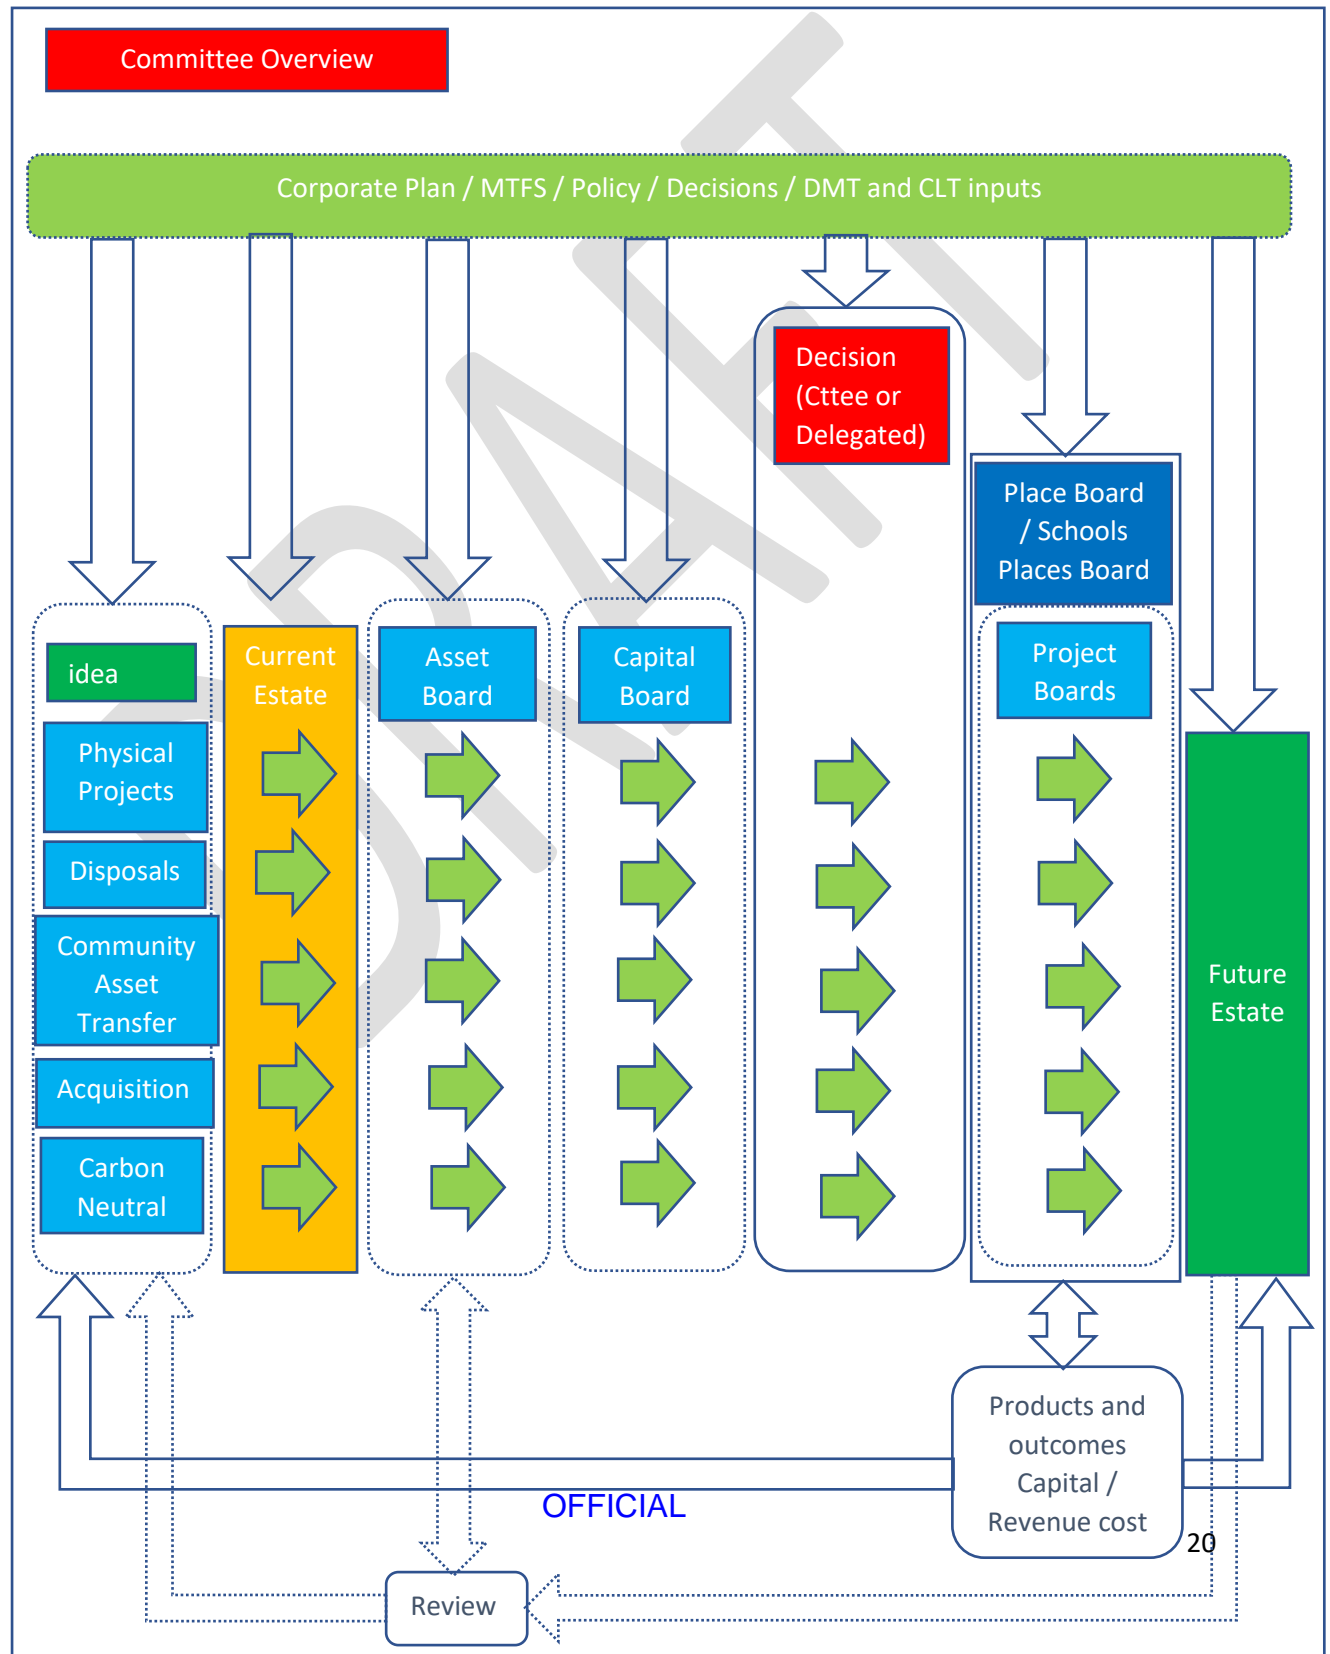 Committee Overview
Corporate Plan / MTFS / Policy / Decisions / DMT and CLT inputs
Decision
(Cttee or
Delegated)
Place Board
/ Schools
Places Board
idea
Current
Estate
Asset
Board
Capital
Board
Project
Boards
Physical
Projects
Disposals
Community
Asset
Transfer
Acquisition
Carbon
Neutral
Future
Estate
DRAFT
Products and
outcomes
Capital /
Revenue cost
OFFICIAL
20
Review